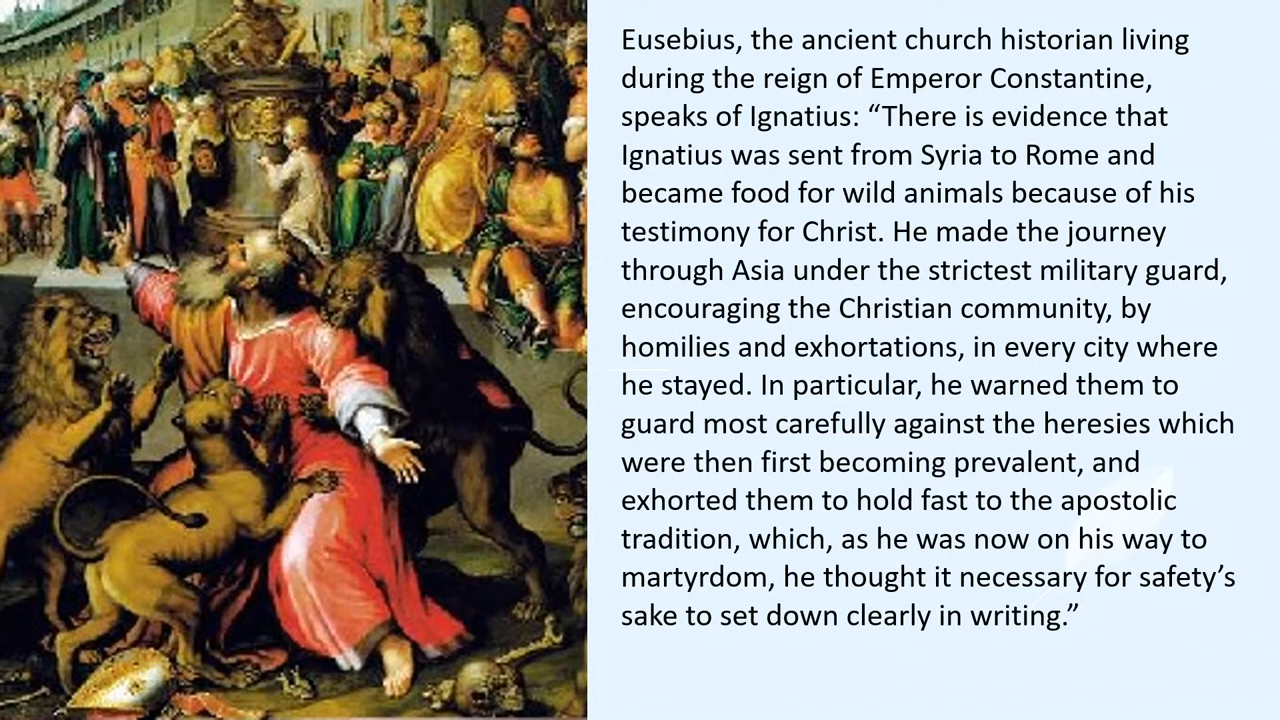 Eusebius, the ancient church historian living
during the reign of Emperor Constantine,
speaks of Ignatius: “There is evidence that
Ignatius was sent from Syria to Rome and
became food for wild animals because of his
testimony for Christ. He made the journey
through Asia under the strictest military guard,
encouraging the Christian community, by
homilies and exhortations, in every city where
he stayed. In particular, he warned them to
guard most carefully against the heresies which
were then first becoming prevalent, and
exhorted them to hold fast to the apostolic
tradition, which, as he was now on his way to
martyrdom, he thought it necessary for safety’s
sake to set down clearly in writing.”